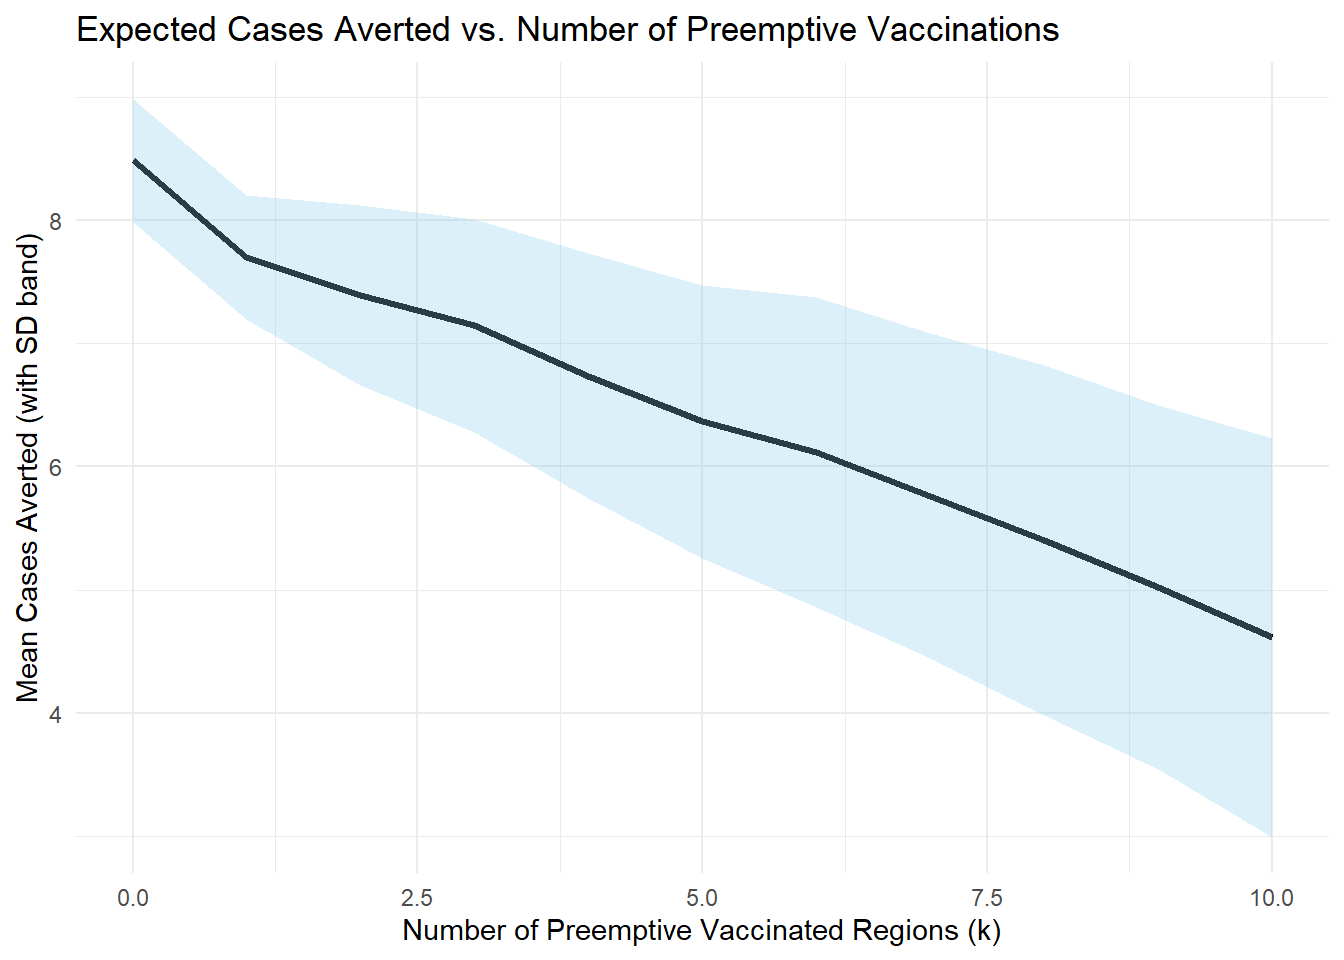 Expected Cases Averted vs. Number of Preemptive Vaccinations
Mean Cases Averted (with SD band)
8
6
4
0.0
2.5
5.0
7.5
10.0
Number of Preemptive Vaccinated Regions (k)